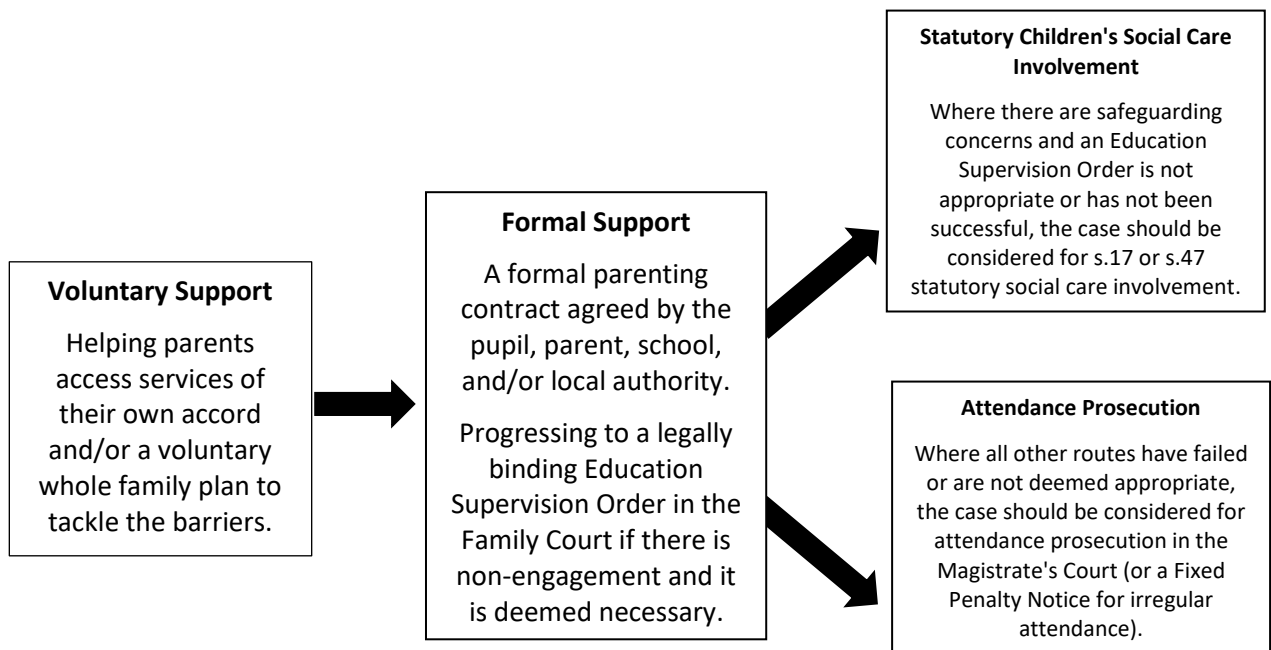 Voluntary Support
Helping parents
access services of
their own accord
and/or a voluntary
whole family plan to
tackle the barriers.
Formal Support
A formal parenting
contract agreed by the
pupil, parent, school,
and/or local authority.
Progressing to a legally
binding Education
Supervision Order in the
Family Court if there is
non-engagement and it
is deemed necessary.
Statutory Children's Social Care
Involvement
Where there are safeguarding
concerns and an Education
Supervision Order is not
appropriate or has not been
successful, the case should be
considered for s.17 or s.47
statutory social care involvement.
Attendance Prosecution
Where all other routes have failed
or are not deemed appropriate,
the case should be considered for
attendance prosecution in the
Magistrate's Court (or a Fixed
Penalty Notice for irregular
attendance).